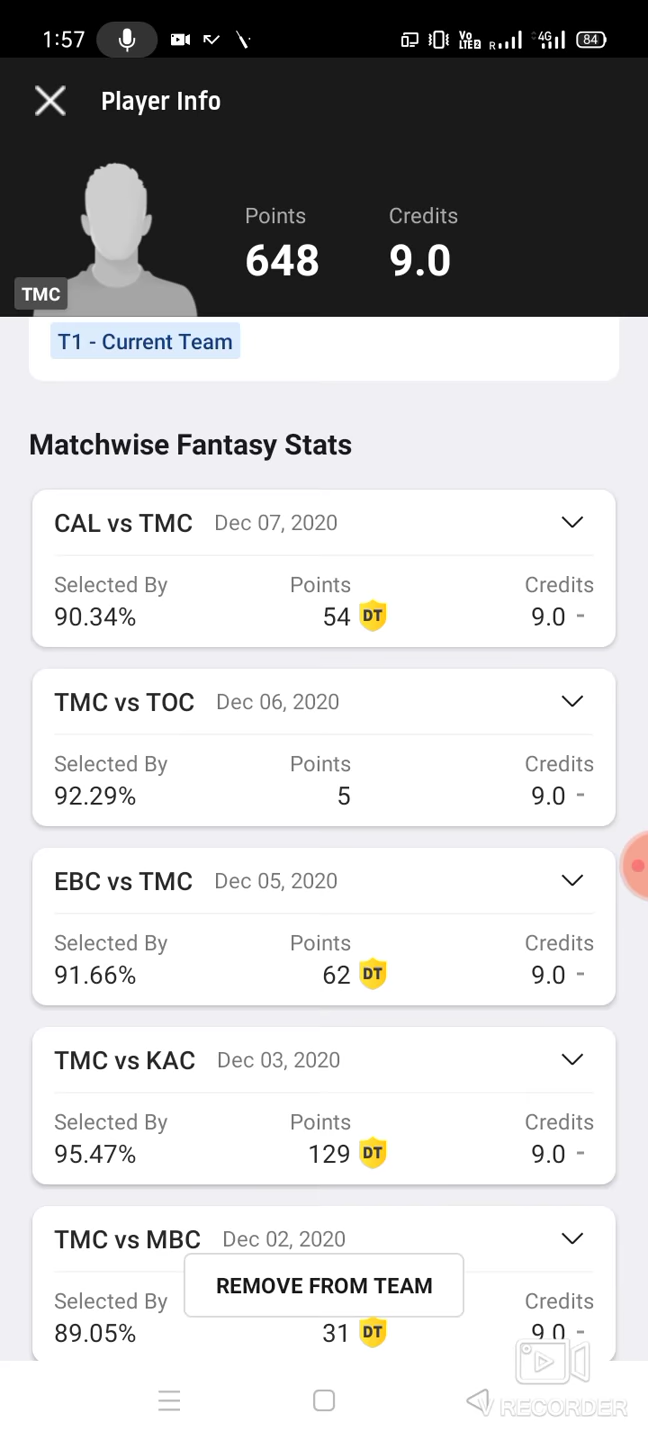 1:57 Vo LTE2 R 4G 84
Player Info
Points Credits
648 9.0
TMC
T1 - Current Team
Matchwise Fantasy Stats
CAL vs TMC Dec 07, 2020
Selected By Points Credits
90.34% 54 DT 9.0 -
TMC vs TOC Dec 06, 2020
Selected By Points Credits
92.29% 5 9.0 -
EBC vs TMC Dec 05, 2020
Selected By Points Credits
91.66% 62 DT 9.0 -
TMC vs KAC Dec 03, 2020
Selected By Points Credits
95.47% 129 DT 9.0 -
TMC vs MBC Dec 02, 2020
REMOVE FROM TEAM
Selected By Credits
89.05% 31 DT 9.0 -
V RECORDER